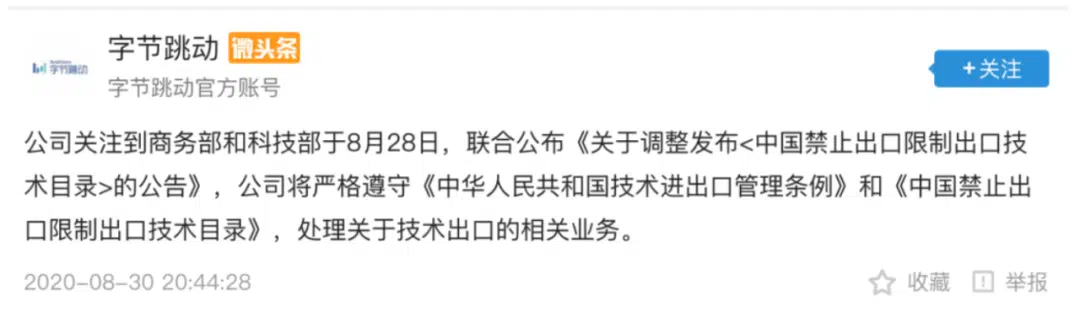 字节跳动 微头条
字节跳动
字节跳动官方账号
+关注
公司关注到商务部和科技部于8月28日，联合公布《关于调整发布<中国禁止出口限制出口技
术目录>的公告》，公司将严格遵守《中华人民共和国技术进出口管理条例》和《中国禁止出
口限制出口技术目录》，处理关于技术出口的相关业务。
2020-08-30 20:44:28
收藏
举报